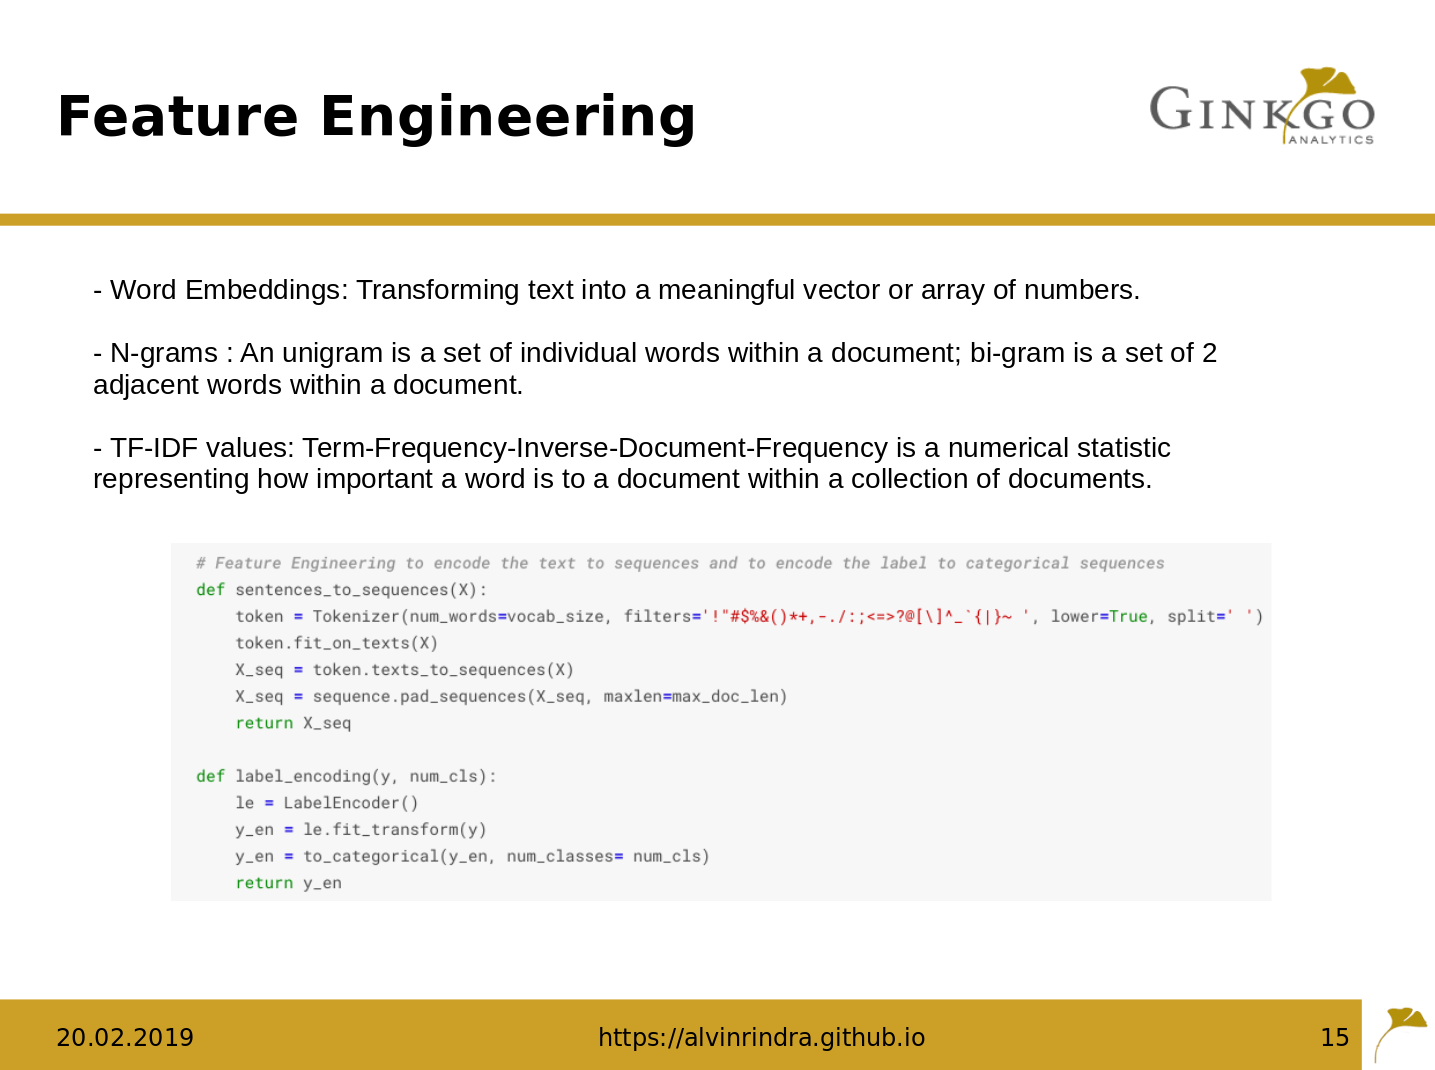 Feature Engineering
GINKGO
ANALYTICS
- Word Embeddings: Transforming text into a meaningful vector or array of numbers.
- N-grams : An unigram is a set of individual words within a document; bi-gram is a set of 2
adjacent words within a document.
- TF-IDF values: Term-Frequency-Inverse-Document-Frequency is a numerical statistic
representing how important a word is to a document within a collection of documents.
# Feature Engineering to encode the text to sequences and to encode the label to categorical sequences
def sentences_to_sequences(X):
    token = Tokenizer(num_words=vocab_size, filters='!"#$%&()*+,-./:;<=>?@[\]^_`{|}~ ', lower=True, split=' ')
    token.fit_on_texts(X)
    X_seq = token.texts_to_sequences(X)
    X_seq = sequence.pad_sequences(X_seq, maxlen=max_doc_len)
    return X_seq
def label_encoding(y, num_cls):
    le = LabelEncoder()
    y_en = le.fit_transform(y)
    y_en = to_categorical(y_en, num_classes= num_cls)
    return y_en
20.02.2019
https://alvinrindra.github.io
15